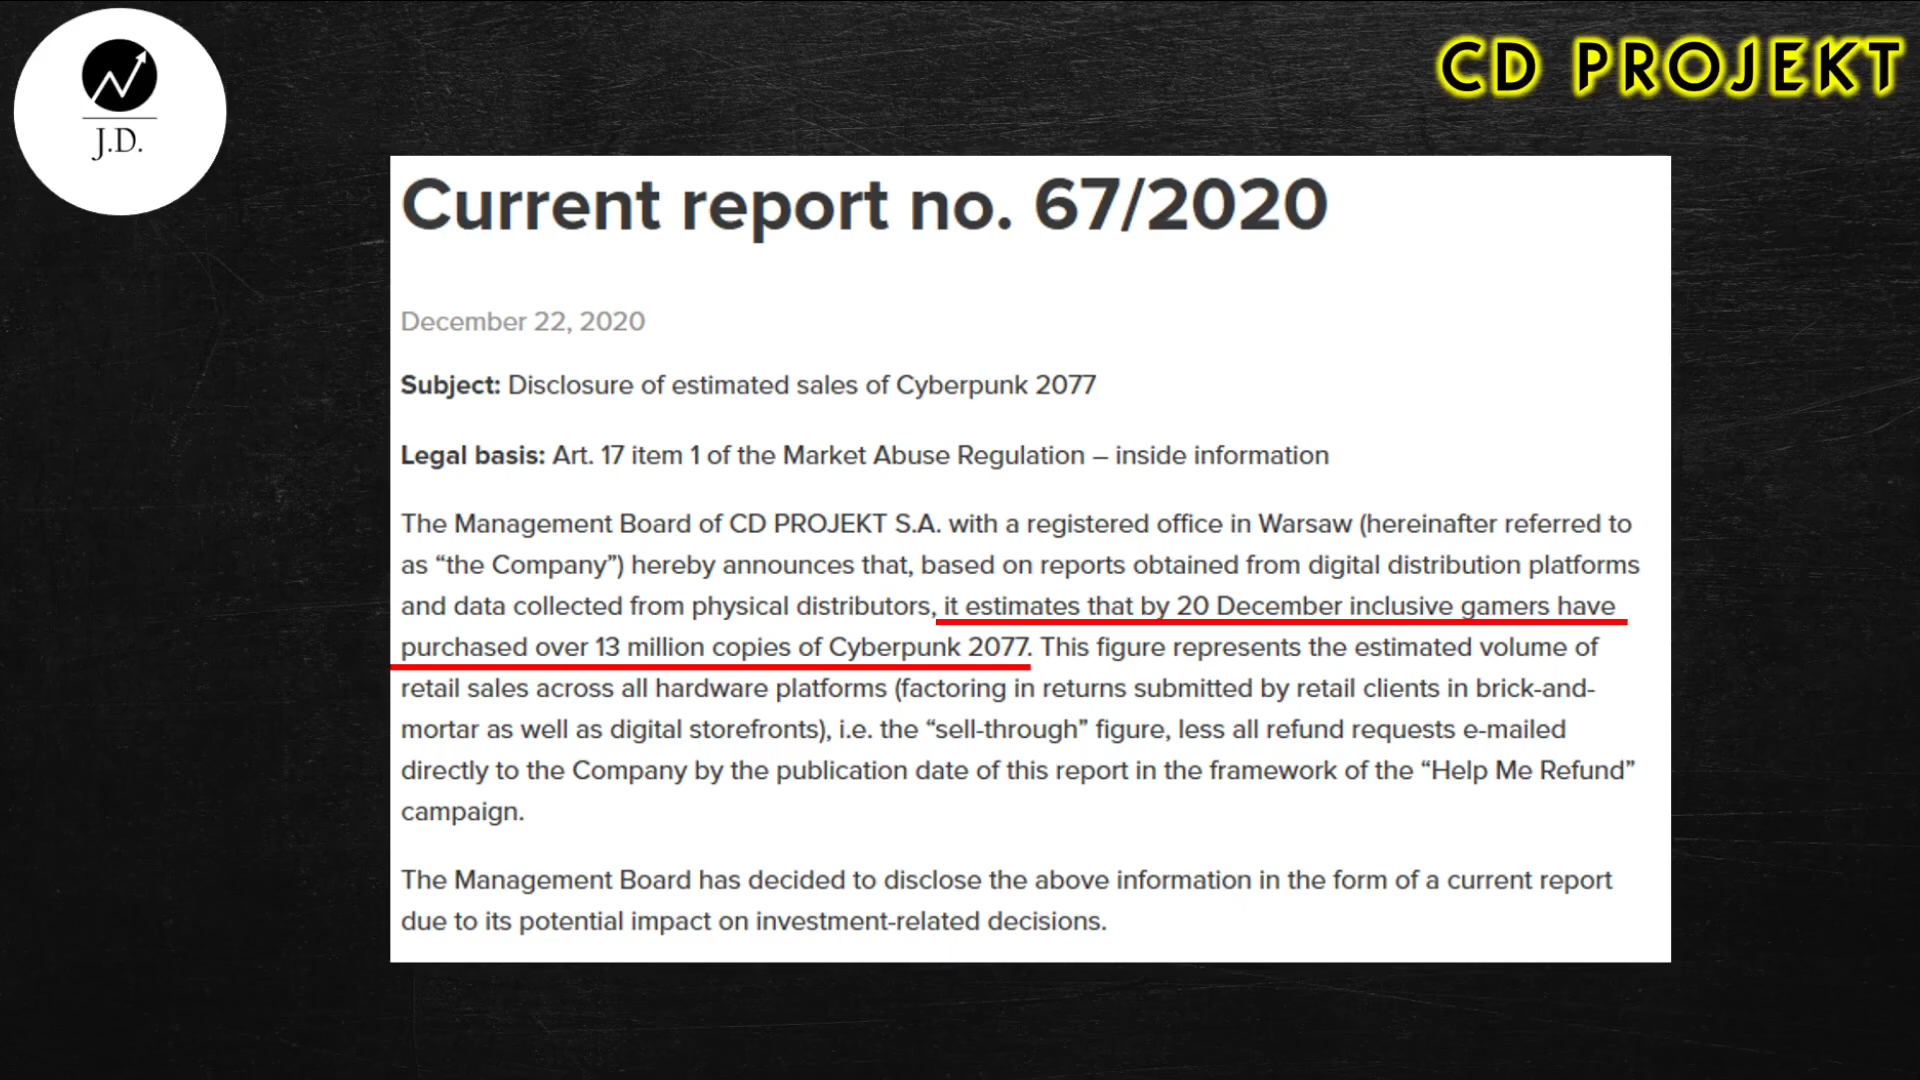 J.D.
CD PROJEKT
Current report no. 67/2020
December 22, 2020
Subject: Disclosure of estimated sales of Cyberpunk 2077
Legal basis: Art. 17 item 1 of the Market Abuse Regulation – inside information
The Management Board of CD PROJEKT S.A. with a registered office in Warsaw (hereinafter referred to
as “the Company”) hereby announces that, based on reports obtained from digital distribution platforms
and data collected from physical distributors, it estimates that by 20 December inclusive gamers have
purchased over 13 million copies of Cyberpunk 2077. This figure represents the estimated volume of
retail sales across all hardware platforms (factoring in returns submitted by retail clients in brick-and-
mortar as well as digital storefronts), i.e. the “sell-through” figure, less all refund requests e-mailed
directly to the Company by the publication date of this report in the framework of the “Help Me Refund”
campaign.
The Management Board has decided to disclose the above information in the form of a current report
due to its potential impact on investment-related decisions.